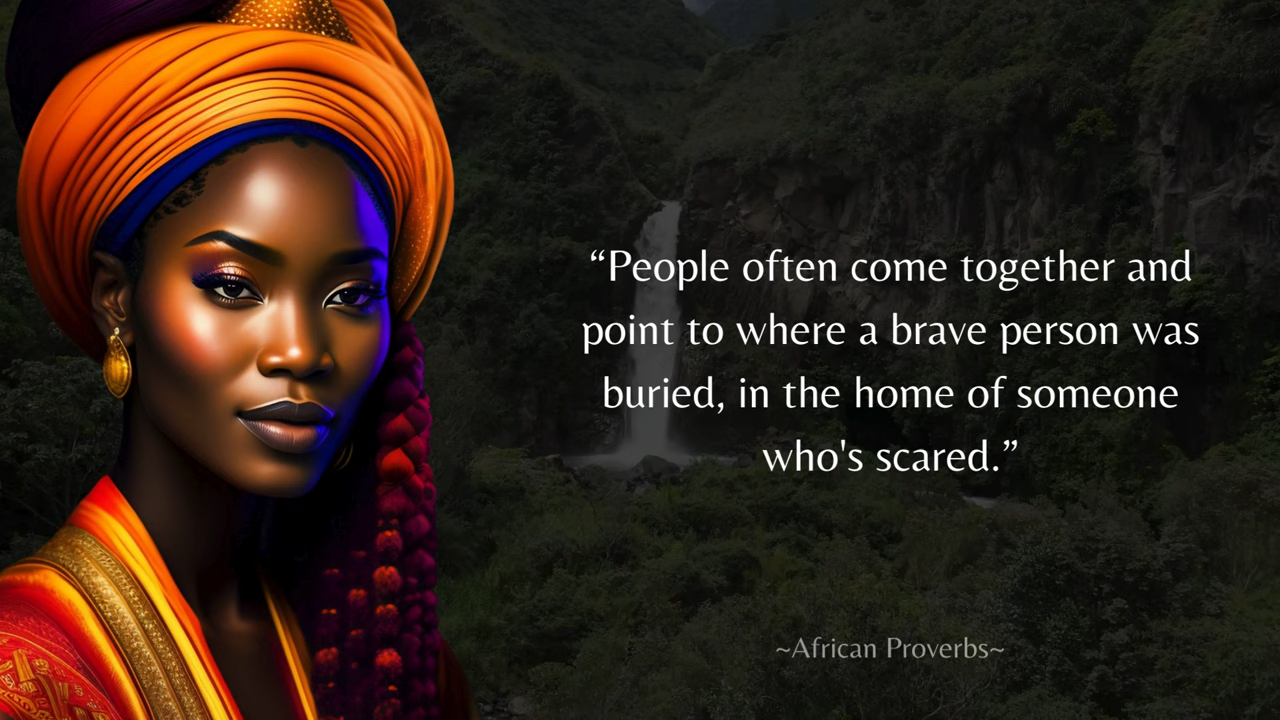 “People often come together and
point to where a brave person was
buried, in the home of someone
who's scared.”
~African Proverbs~